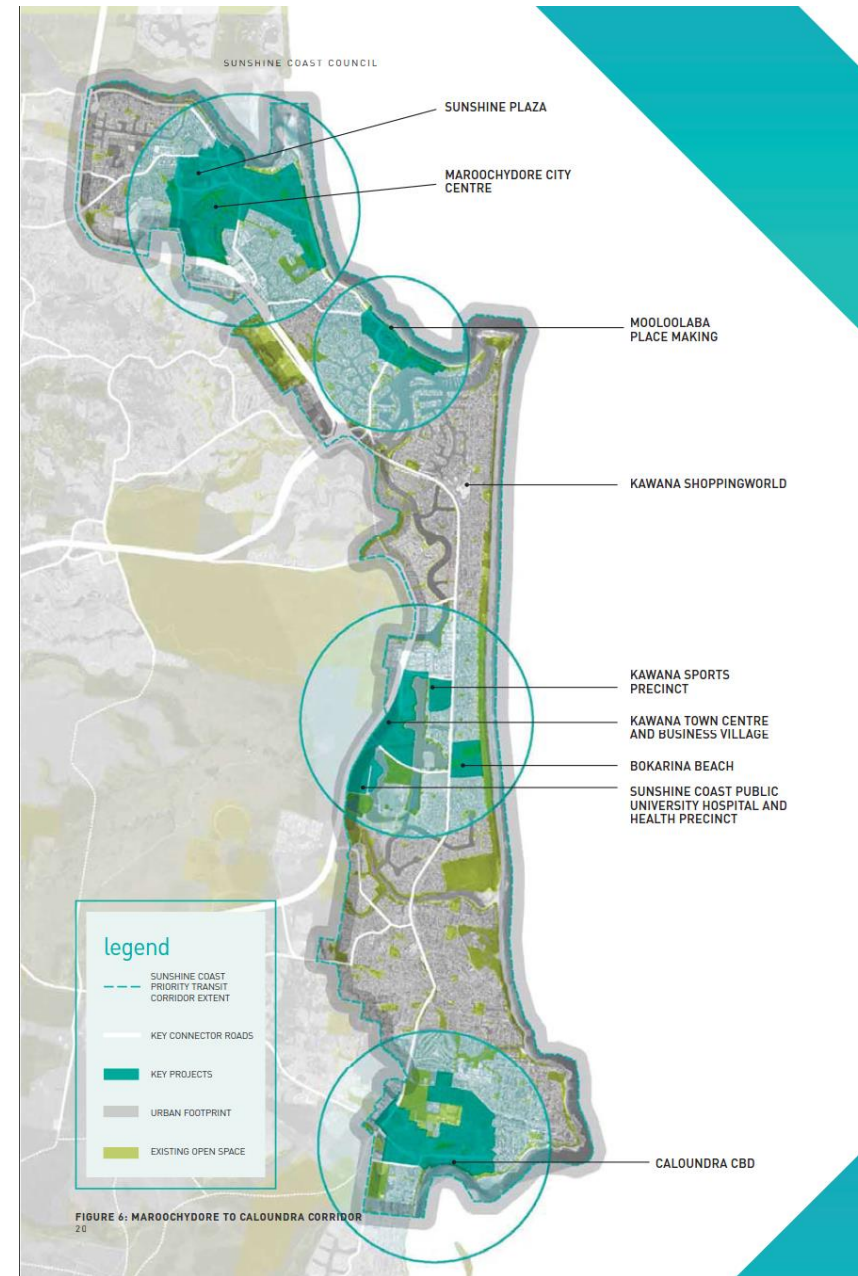 SUNSHINE COAST COUNCIL
SUNSHINE PLAZA
MAROOCHYDORE CITY
CENTRE
MOOLOOLABA
PLACE MAKING
KAWANA SHOPPINGWORLD
KAWANA SPORTS
PRECINCT
KAWANA TOWN CENTRE
AND BUSINESS VILLAGE
BOKARINA BEACH
SUNSHINE COAST PUBLIC
UNIVERSITY HOSPITAL AND
HEALTH PRECINCT
CALOUNDRA CBD
legend
SUNSHINE COAST
PRIORITY TRANSIT
CORRIDOR EXTENT
KEY CONNECTOR ROADS
KEY PROJECTS
URBAN FOOTPRINT
EXISTING OPEN SPACE
FIGURE 6: MAROOCHYDORE TO CALOUNDRA CORRIDOR
20